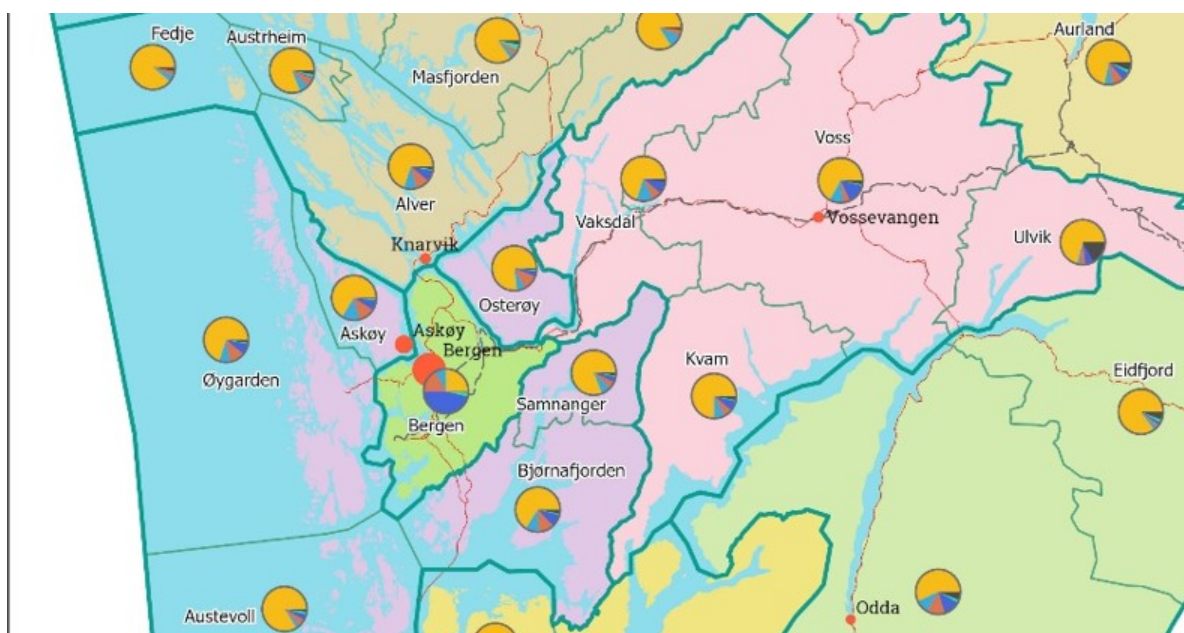 Fedje
Austrheim
Aurland
Masfjorden
Voss
Alver
Vaksdal
Vossevangen
Ulvik
Knarvik
Osterøy
Askøy
Askøy
Bergen
Øygarden
Kvam
Eidfjord
Samnanger
Bergen
Bjørnafjorden
Austevoll
Odda